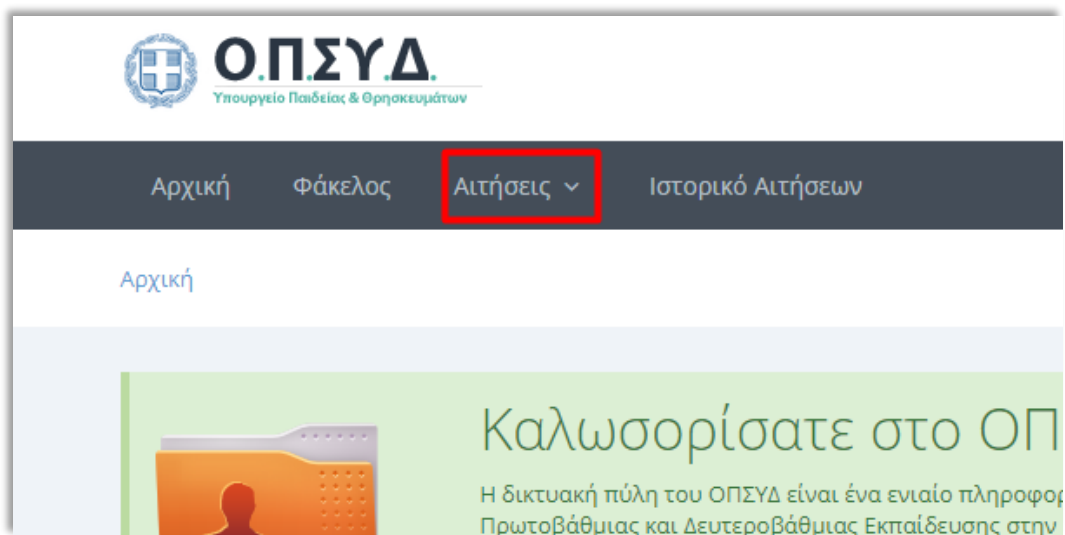 Ο.Π.Σ.Υ.Δ.
Υπουργείο Παιδείας & Θρησκευμάτων
Αρχική Φάκελος Αιτήσεις Ιστορικό Αιτήσεων
Αρχική
Καλωσορίσατε στο ΟΠ
Η δικτυακή πύλη του ΟΠΣΥΔ είναι ένα ενιαίο πληροφορ
Πρωτοβάθμιας και Δευτεροβάθμιας Εκπαίδευσης στην